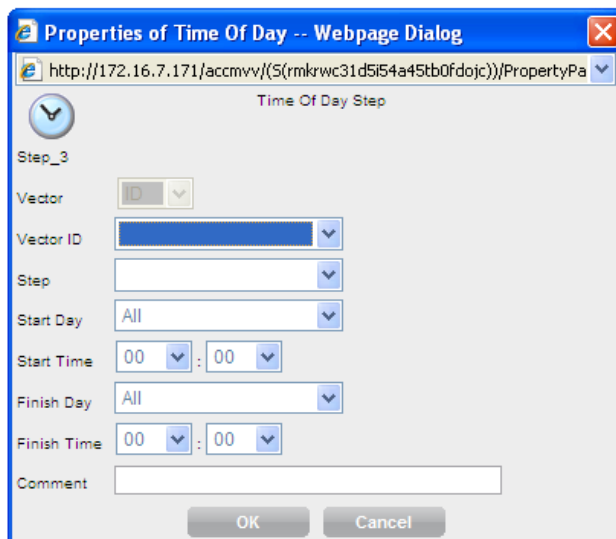 Properties of Time Of Day -- Webpage Dialog
http://172.16.7.171/accmvv/(S(rmkrwc31d5i54a45tb0fdojc))/PropertyPa
Time Of Day Step
Step_3
Vector ID
Vector ID
Step
Start Day All
Start Time 00 : 00
Finish Day All
Finish Time 00 : 00
Comment
OK Cancel